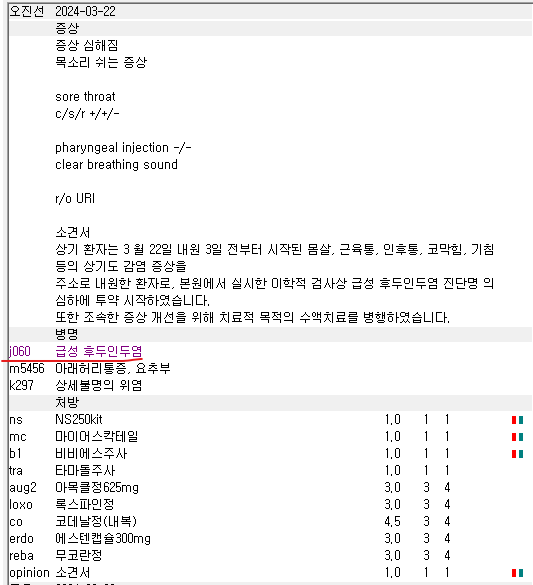 오진선 2024-03-22
증상
증상 심해짐
목소리 쉬는 증상
sore throat
c/s/r +/+/-
pharyngeal injection -/-
clear breathing sound
r/o URI
소견서
상기 환자는 3 월 22일 내원 3일 전부터 시작된 몸살, 근육통, 인후통, 코막힘, 기침
등의 상기도 감염 증상을
주소로 내원한 환자로, 본원에서 실시한 이학적 검사상 급성 후두인두염 진단명 의
심하에 투약 시작하였습니다.
또한 조속한 증상 개선을 위해 치료적 목적의 수액치료를 병행하였습니다.
병명
j060 급성 후두인두염
m5456 아래허리통증, 요추부
k297 상세불명의 위염
처방
ns NS250kit 1.0 1 1
mc 마이어스칵테일 1.0 1 1
b1 비비에스주사 1.0 1 1
tra 타마돌주사 1.0 1 1
aug2 아목클정625mg 3.0 3 4
loxo 록스파인정 3.0 3 4
co 코데날정(내복) 4.5 3 4
erdo 에스텐캡슐300mg 3.0 3 4
reba 무코란정 3.0 3 4
opinion 소견서 1.0 1 1